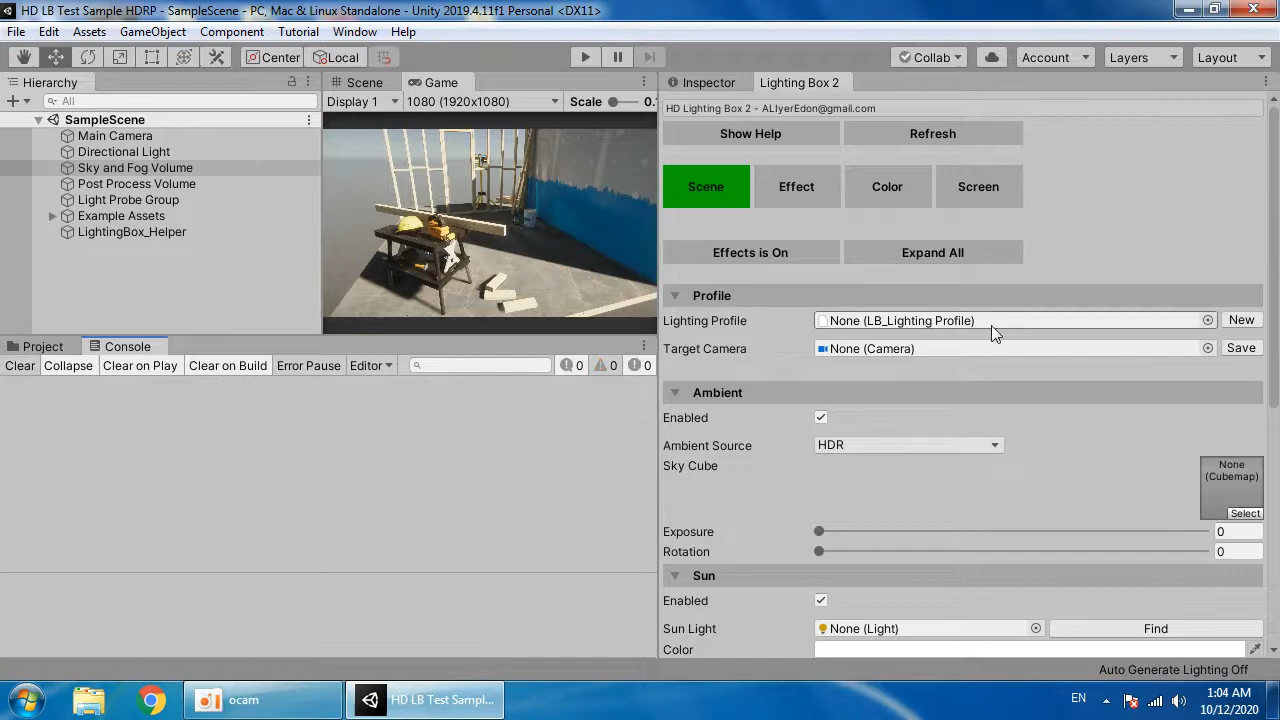 HD LB Test Sample HDRP - SampleScene - PC, Mac & Linux Standalone - Unity 2019.4.11f1 Personal <DX11>
File Edit Assets GameObject Component Tutorial Window Help
Center Local Collab Account Layers Layout
Hierarchy Scene Game Inspector Lighting Box 2
All Display 1 1080 (1920x1080) Scale 0.
HD Lighting Box 2 - ALIyerEdon@gmail.com
SampleScene
Main Camera
Directional Light
Sky and Fog Volume
Post Process Volume
Light Probe Group
Example Assets
LightingBox_Helper
Show Help Refresh
Scene Effect Color Screen
Effects is On Expand All
Profile
Lighting Profile None (LB_Lighting Profile) New
Target Camera None (Camera) Save
Project Console
Clear Collapse Clear on Play Clear on Build Error Pause Editor 0 0 0
Ambient
Enabled
Ambient Source HDR
Sky Cube None
(Cubemap)
Select
Exposure 0
Rotation 0
Sun
Enabled
Sun Light None (Light) Find
Color
Auto Generate Lighting Off
ocam HD LB Test Sampl... EN 1:04 AM
10/12/2020